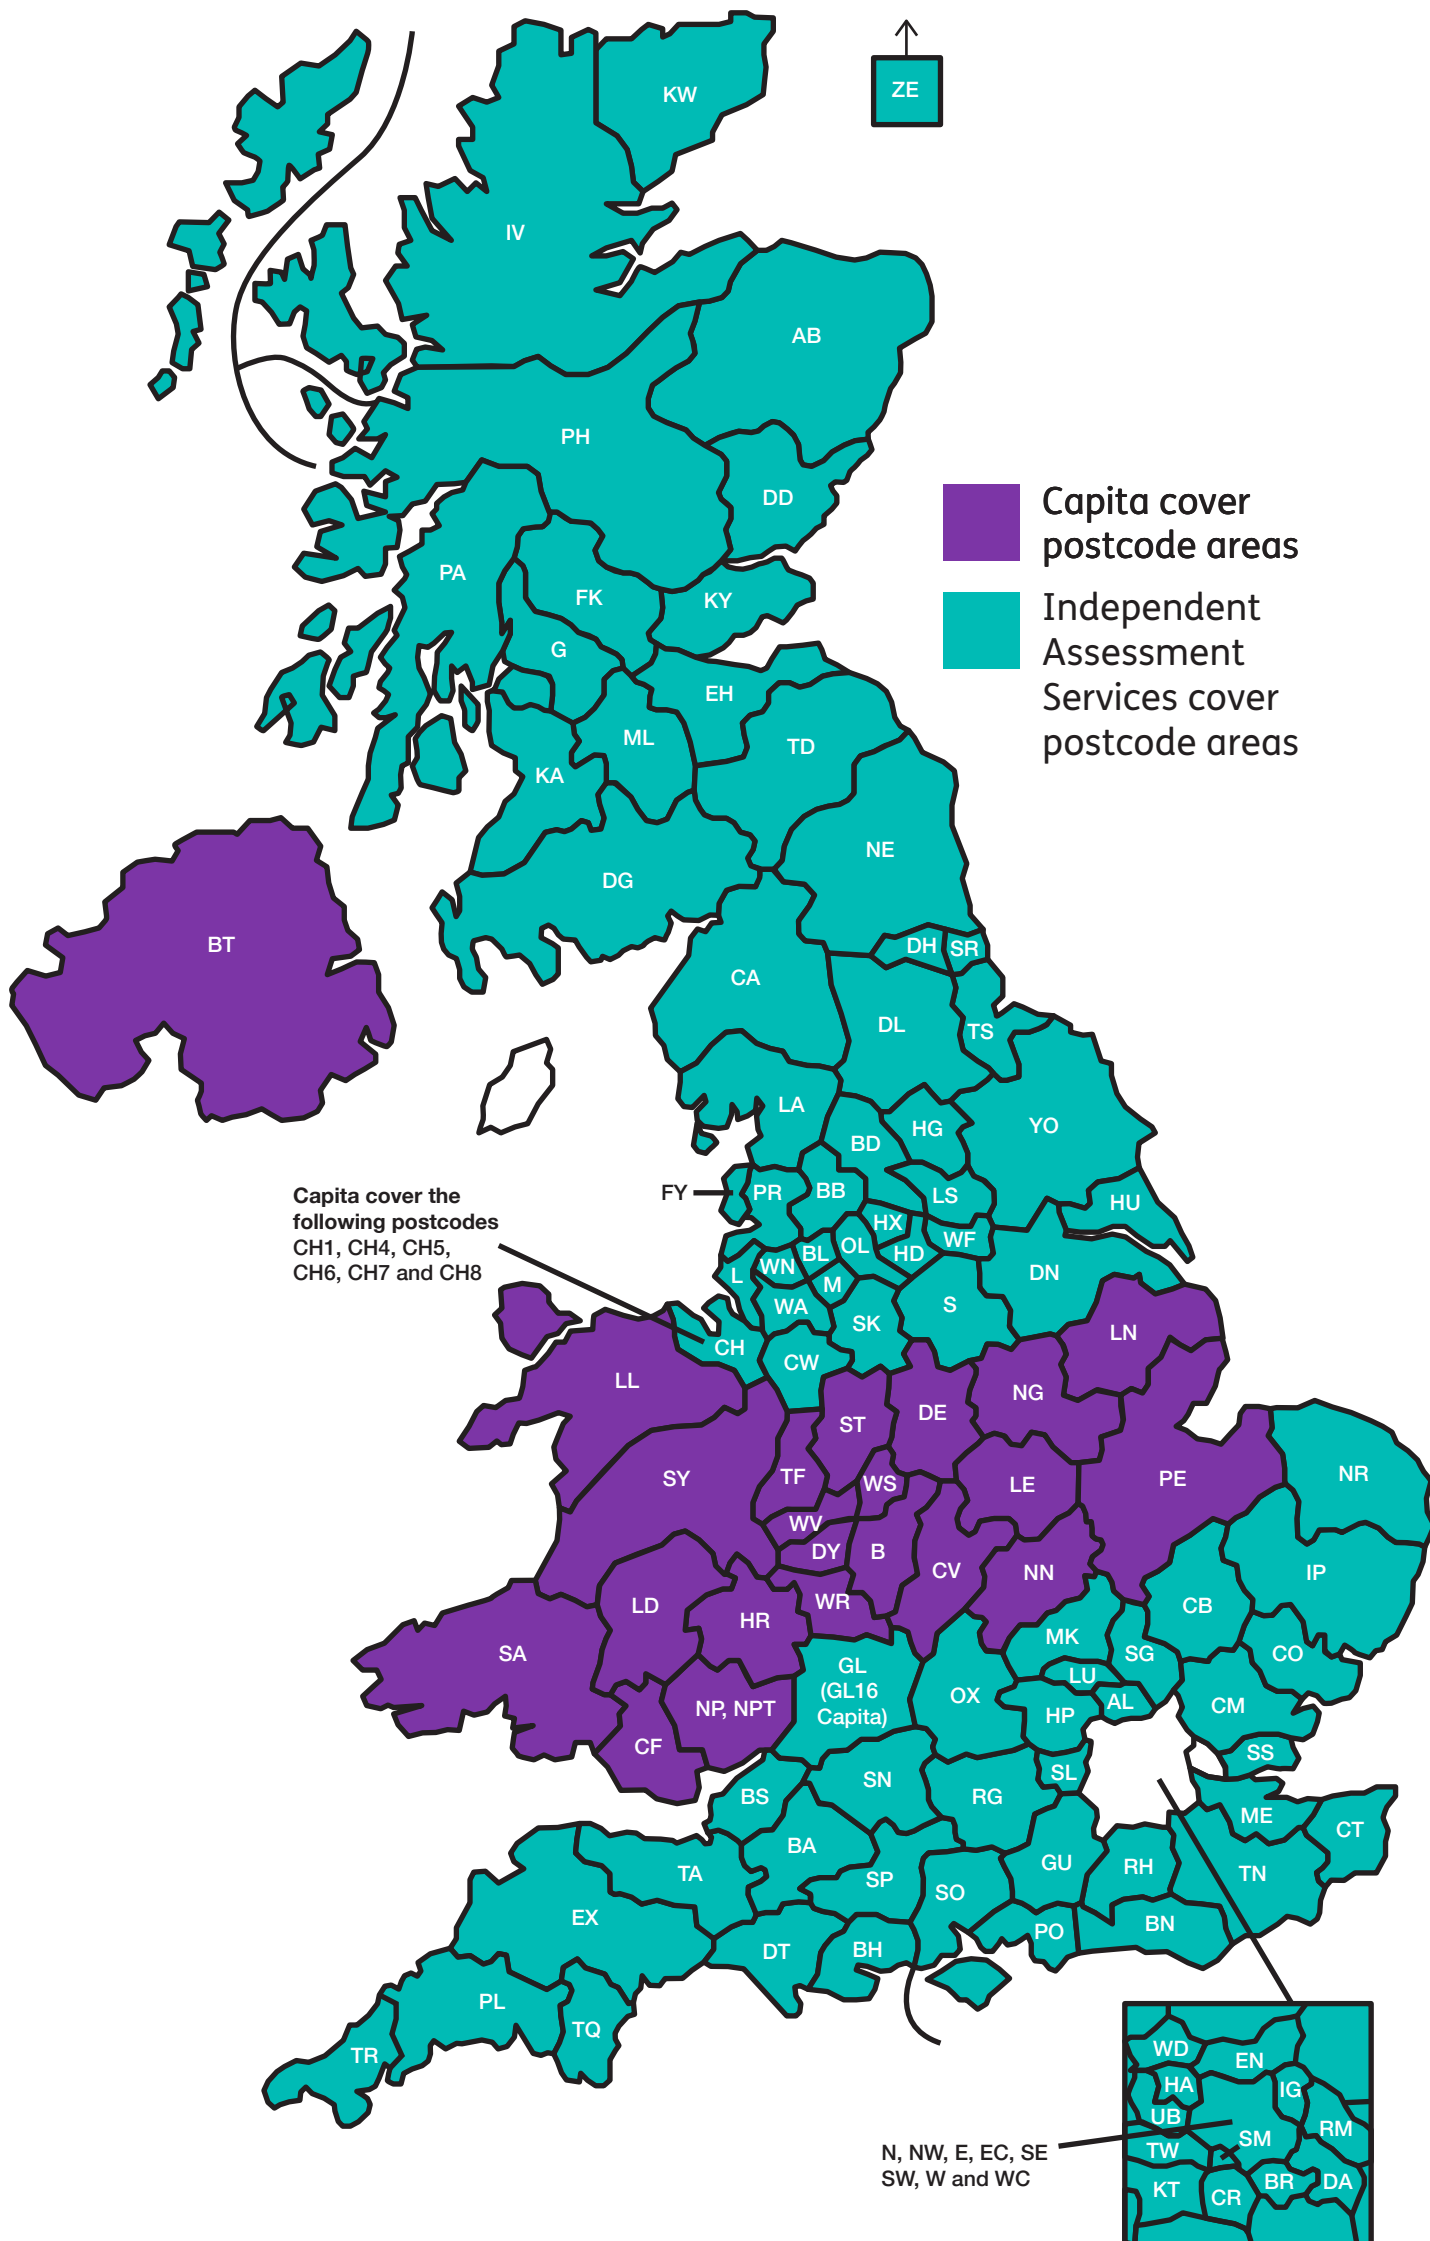 ZE
KW
IV
AB
PH
DD
Capita cover
postcode areas
Independent
Assessment
Services cover
postcode areas
PA
FK
KY
G
EH
ML
TD
KA
NE
DG
BT
DH
SR
CA
DL
TS
LA
HG
YO
BD
Capita cover the
following postcodes
CH1, CH4, CH5,
CH6, CH7 and CH8
FY
PR
BB
LS
HU
HX
WF
OL
HD
BL
WN
L
M
DN
WA
S
SK
LN
CH
CW
LL
NG
DE
ST
SY
TF
WS
LE
PE
NR
WV
DY
B
CV
NN
IP
WR
LD
HR
CB
SA
MK
SG
CO
GL
(GL16
Capita)
LU
OX
AL
HP
CM
NP, NPT
CF
SS
SL
SN
BS
RG
ME
CT
BA
TA
SP
GU
RH
TN
SO
EX
PO
BN
DT
BH
PL
TQ
TR
WD
EN
HA
IG
UB
RM
SM
TW
N, NW, E, EC, SE
SW, W and WC
KT
CR
BR
DA